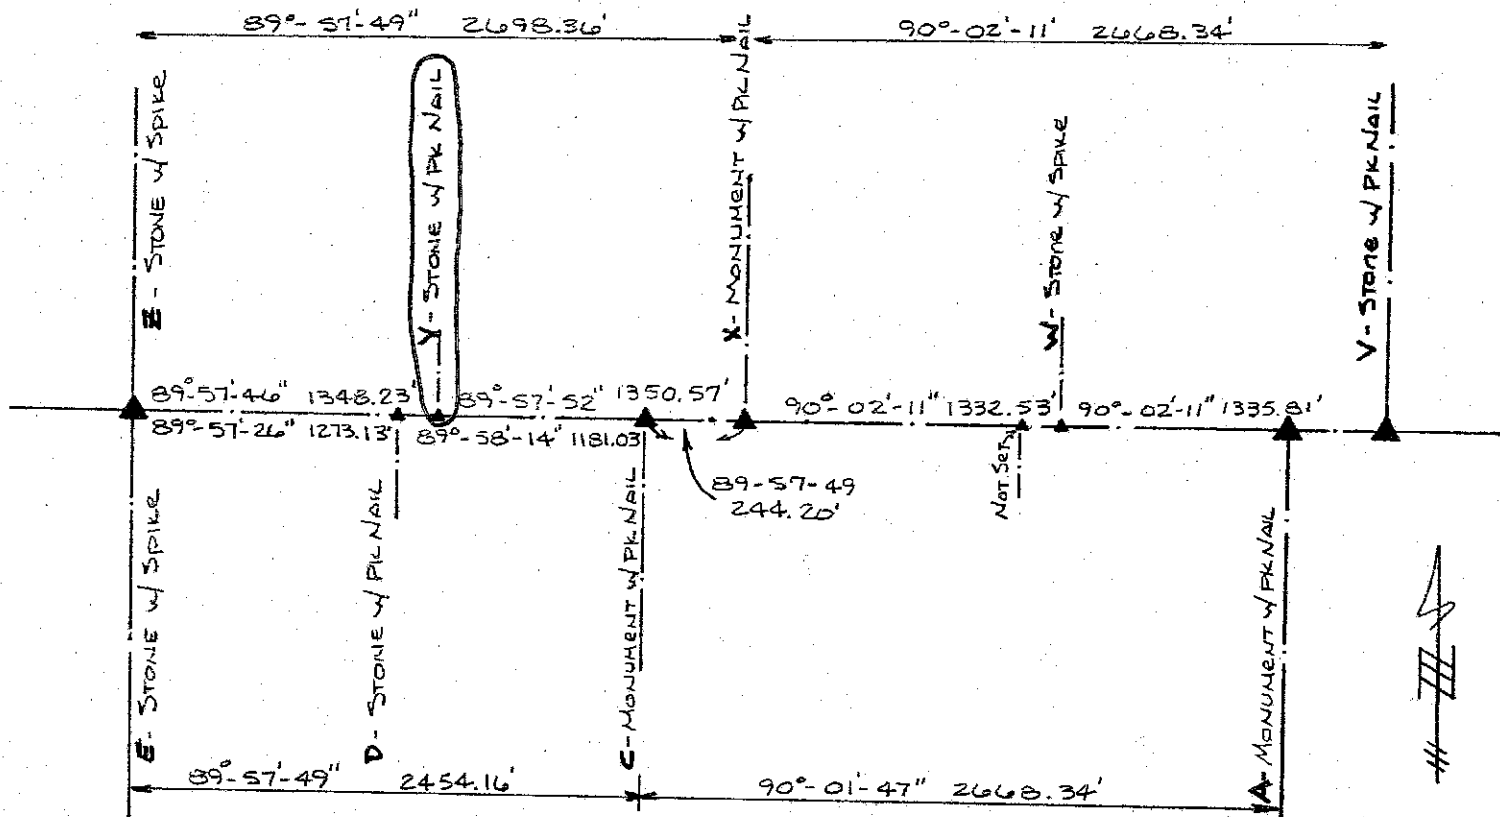 89°-57'-49" 2698.36'
90°-02'-11' 2668.34'
Z - STONE w/ SPIKE
Y - STONE w/ PK NAIL
X - MONUMENT w/ PK NAIL
W - STONE w/ SPIKE
V - STONE w/ PK NAIL
89°-57'-46" 1348.23'
89°-57'-52" 1350.57'
90°-02'-11" 1332.53'
90°-02'-11" 1335.81'
89°-57'-26" 1273.13'
89°-58'-14" 1181.03
89-57-49
244.20'
NOT SET
E - STONE w/ SPIKE
D - STONE w/ PK NAIL
C - MONUMENT w/ PK NAIL
A - MONUMENT w/ PK NAIL
89°-57'-49" 2454.16'
90°-01'-47" 2668.34'